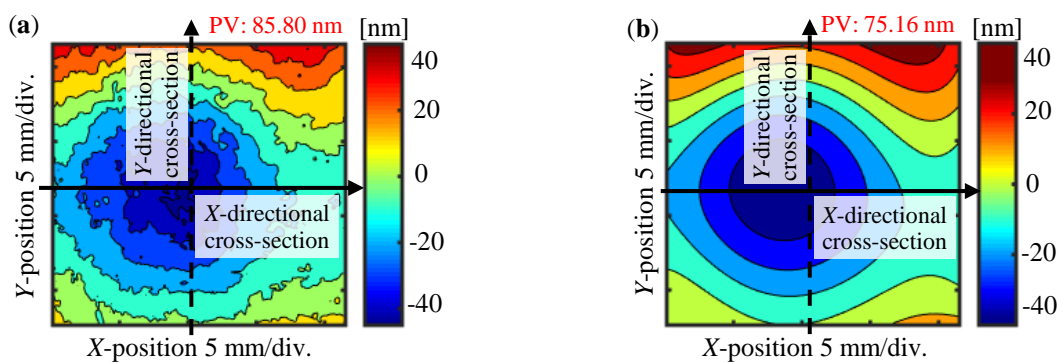 (a)
PV: 85.80 nm
[nm]
40
20
0
-20
-40
Y-directional
cross-section
X-directional
cross-section
Y-position 5 mm/div.
X-position 5 mm/div.
(b)
PV: 75.16 nm
[nm]
40
20
0
-20
-40
Y-directional
cross-section
X-directional
cross-section
Y-position 5 mm/div.
X-position 5 mm/div.